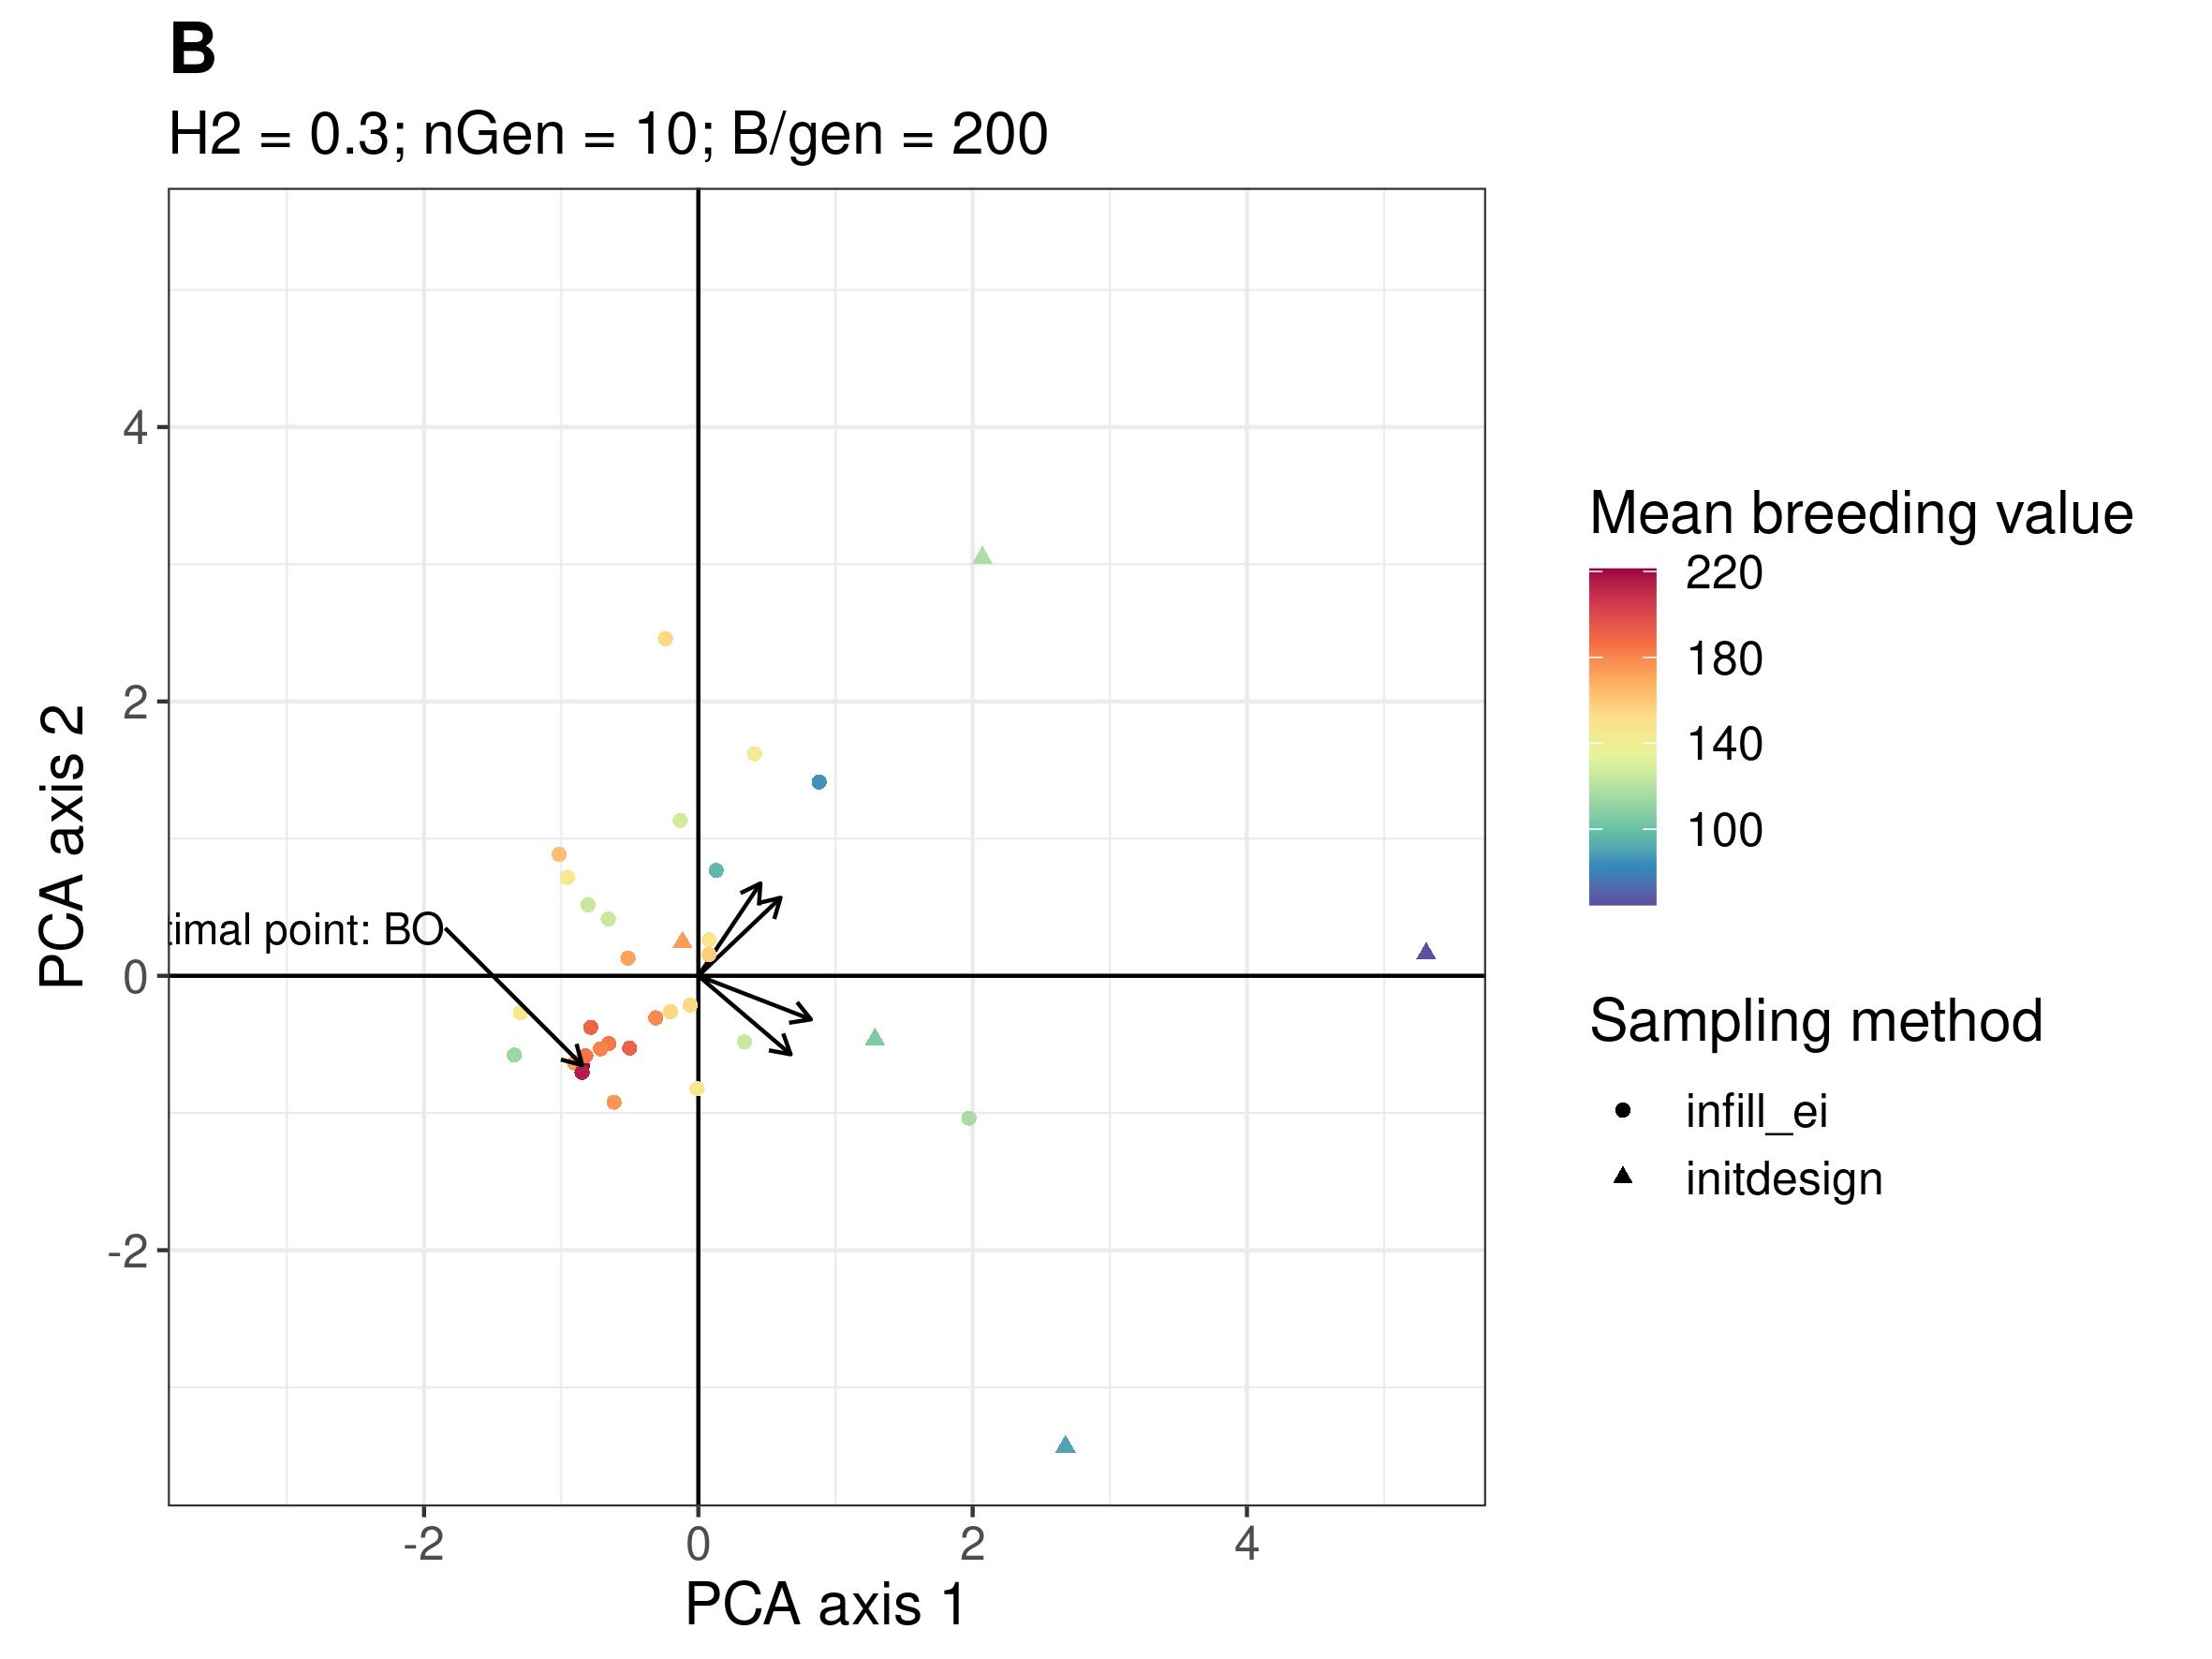 B
H2 = 0.3; nGen = 10; B/gen = 200
PCA axis 2
4
2
0
-2
timal point: BO
-2
0
2
4
PCA axis 1
Mean breeding value
220
180
140
100
Sampling method
infill_ei
initdesign